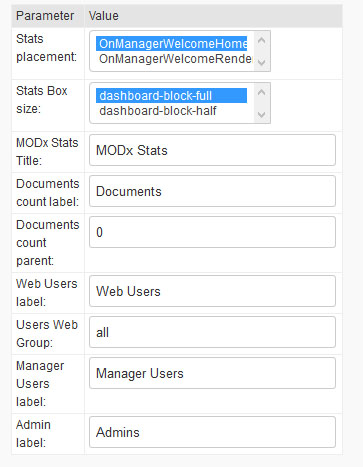 Parameter Value
Stats placement: OnManagerWelcomeHome
OnManagerWelcomeRende
Stats Box size: dashboard-block-full
dashboard-block-half
MODx Stats Title: MODx Stats
Documents count label: Documents
Documents count parent: 0
Web Users label: Web Users
Users Web Group: all
Manager Users label: Manager Users
Admin label: Admins